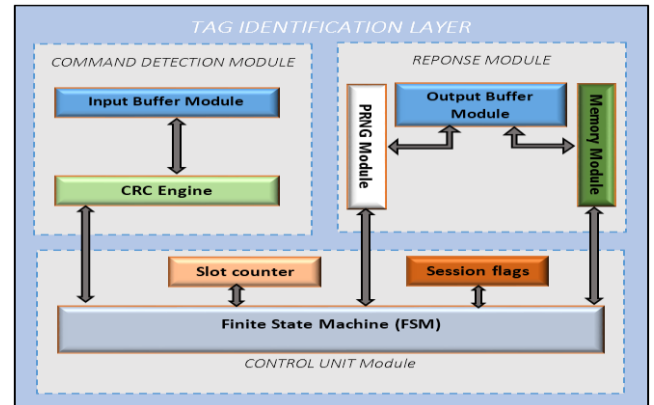 TAG IDENTIFICATION LAYER
COMMAND DETECTION MODULE
Input Buffer Module
CRC Engine
REPONSE MODULE
PRNG Module
Output Buffer
Module
Memory Module
Slot counter
Session flags
Finite State Machine (FSM)
CONTROL UNIT Module